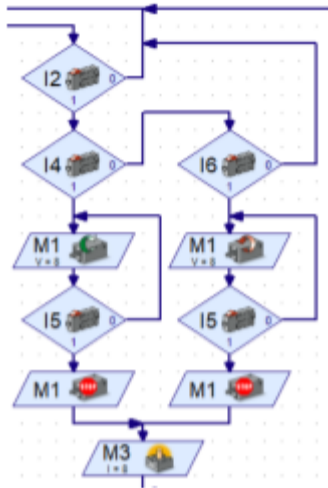 I2 0
1
I4 0 I6 0
1 1
M1 M1
V = 8 V = 8
I5 0 I5 0
1 1
M1 STOP M1 STOP
M3
I = 8